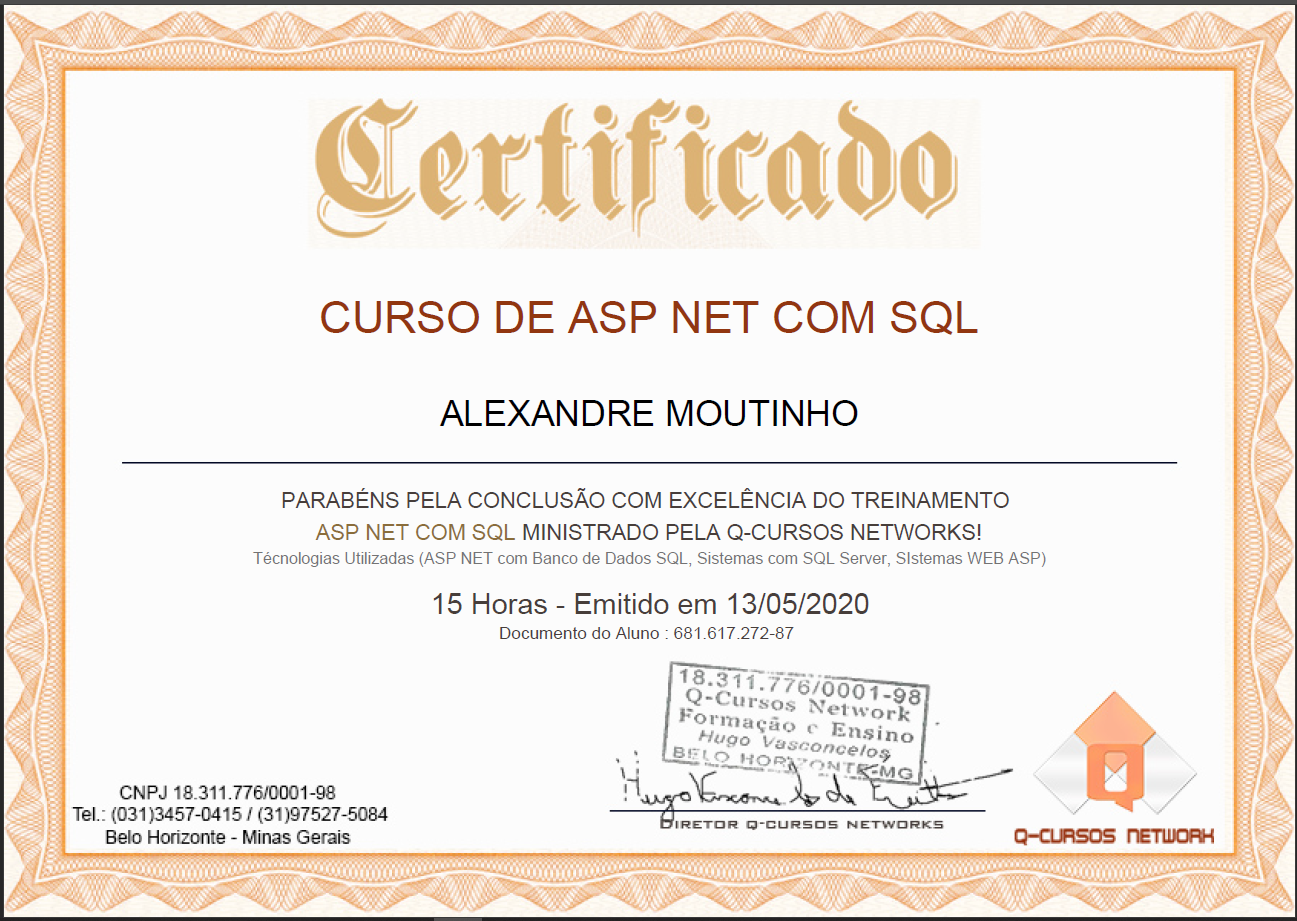 Certificado
CURSO DE ASP NET COM SQL
ALEXANDRE MOUTINHO
PARABÉNS PELA CONCLUSÃO COM EXCELÊNCIA DO TREINAMENTO
ASP NET COM SQL MINISTRADO PELA Q-CURSOS NETWORKS!
Técnologias Utilizadas (ASP NET com Banco de Dados SQL, Sistemas com SQL Server, SIstemas WEB ASP)
15 Horas - Emitido em 13/05/2020
Documento do Aluno : 681.617.272-87
18.311.776/0001-98
Q-Cursos Network
Formação e Ensino
Hugo Vasconcelos
BELO HORIZONTE-MG
Hugo Vasconcelos de Freitas
DIRETOR Q-CURSOS NETWORKS
CNPJ 18.311.776/0001-98
Tel.: (031)3457-0415 / (31)97527-5084
Belo Horizonte - Minas Gerais
Q-CURSOS NETWORK